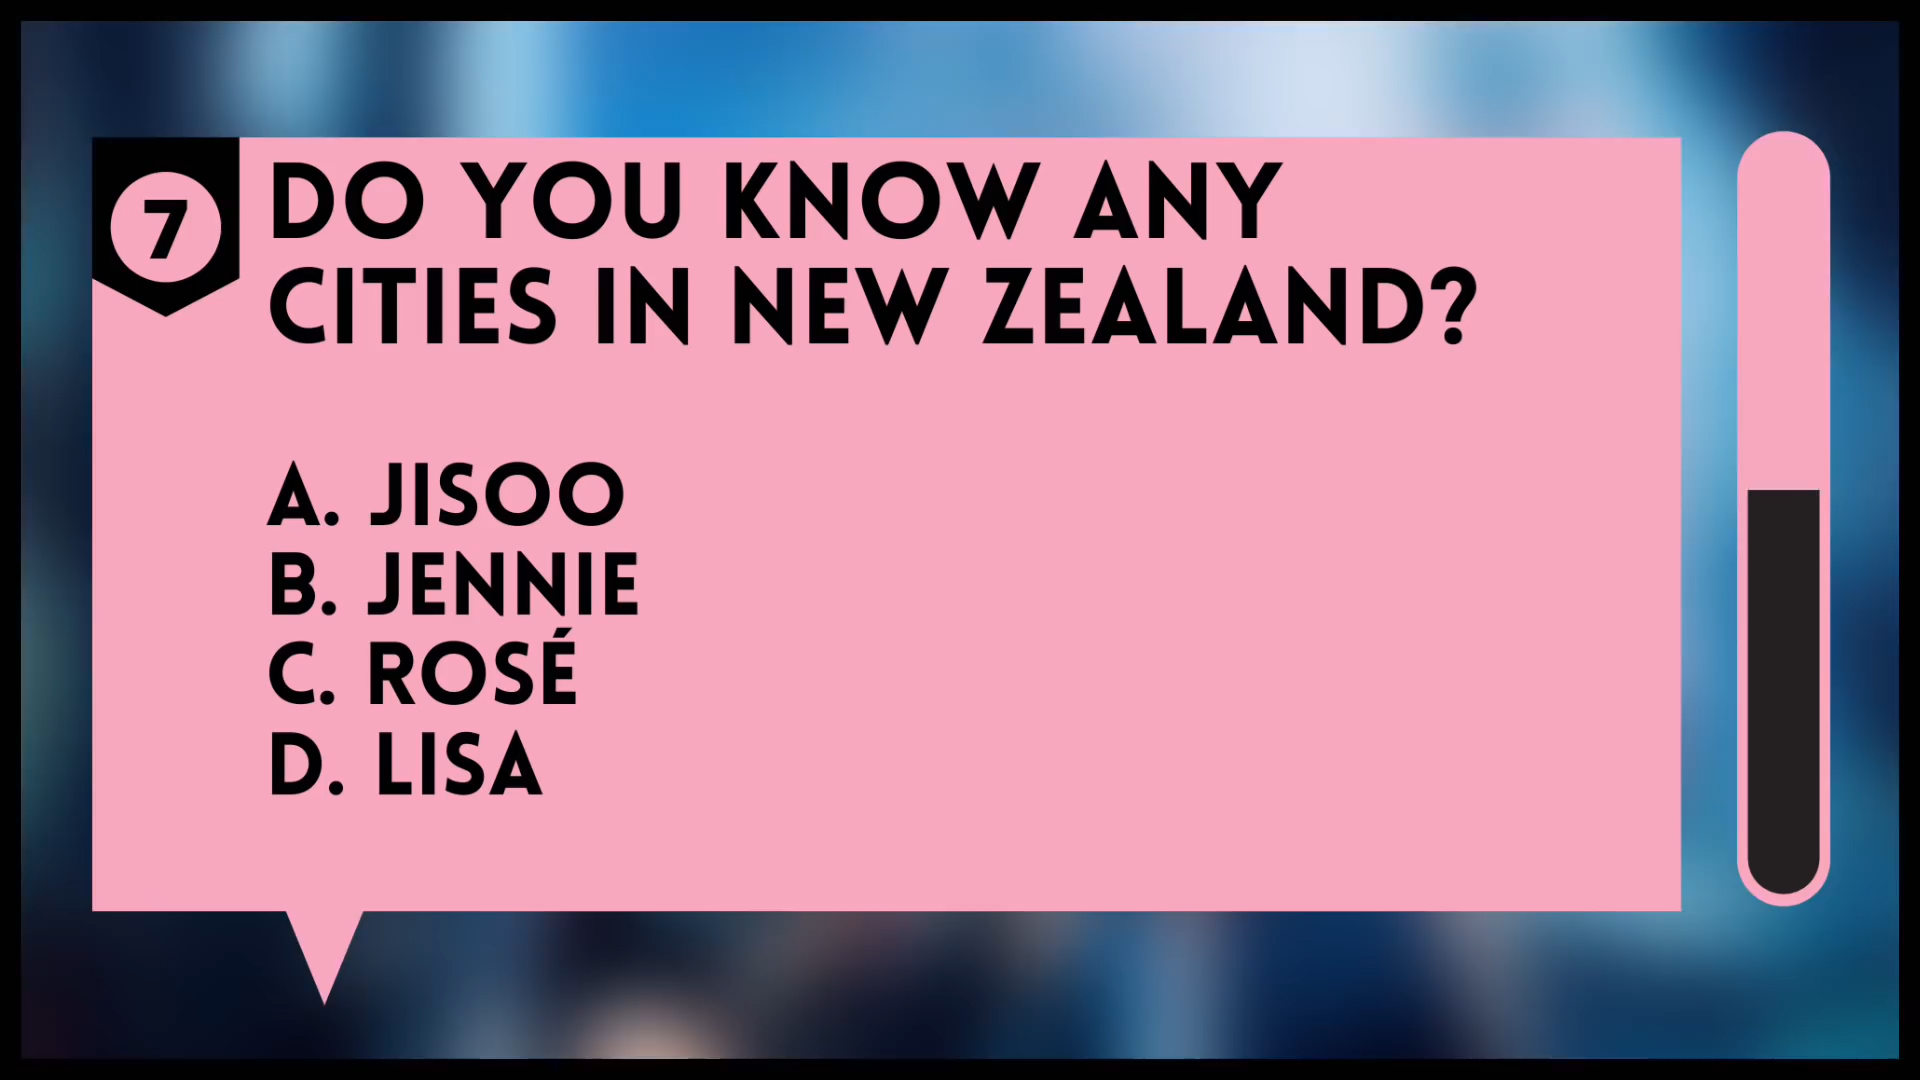 7
DO YOU KNOW ANY
CITIES IN NEW ZEALAND?
A. JISOO
B. JENNIE
C. ROSÉ
D. LISA